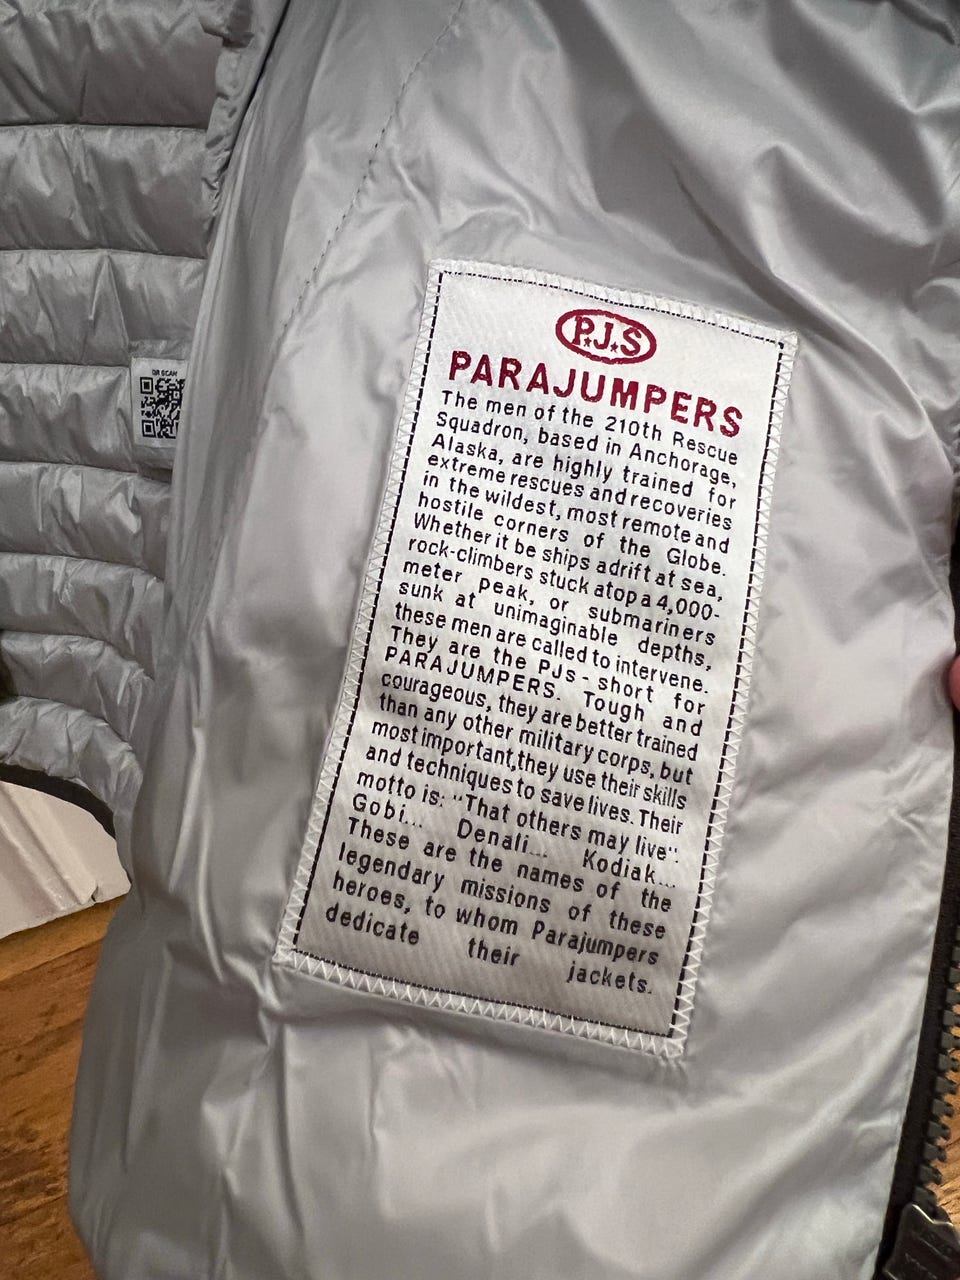 QR SCAN
P.J.S
PARAJUMPERS
The men of the 210th Rescue
Squadron, based in Anchorage,
Alaska, are highly trained for
extreme rescues and recoveries
in the wildest, most remote and
hostile corners of the Globe.
Whether it be ships adrift at sea,
rock-climbers stuck atop a 4,000-
meter peak, or submariners
sunk at unimaginable depths,
these men are called to intervene.
They are the PJs - short for
PARAJUMPERS. Tough and
courageous, they are better trained
than any other military corps, but
most important,they use their skills
and techniques to save lives. Their
motto is: "That others may live".
Gobi... Denali... Kodiak...
These are the names of the
legendary missions of these
heroes, to whom Parajumpers
dedicate their jackets.